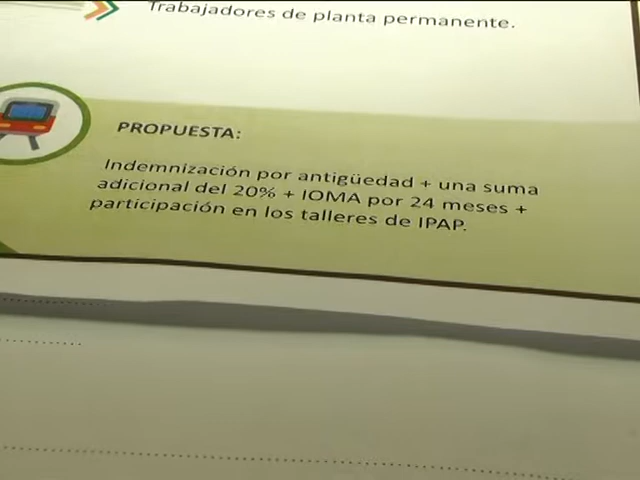 Trabajadores de planta permanente.
PROPUESTA:
Indemnización por antigüedad + una suma
adicional del 20% + IOMA por 24 meses +
participación en los talleres de IPAP.